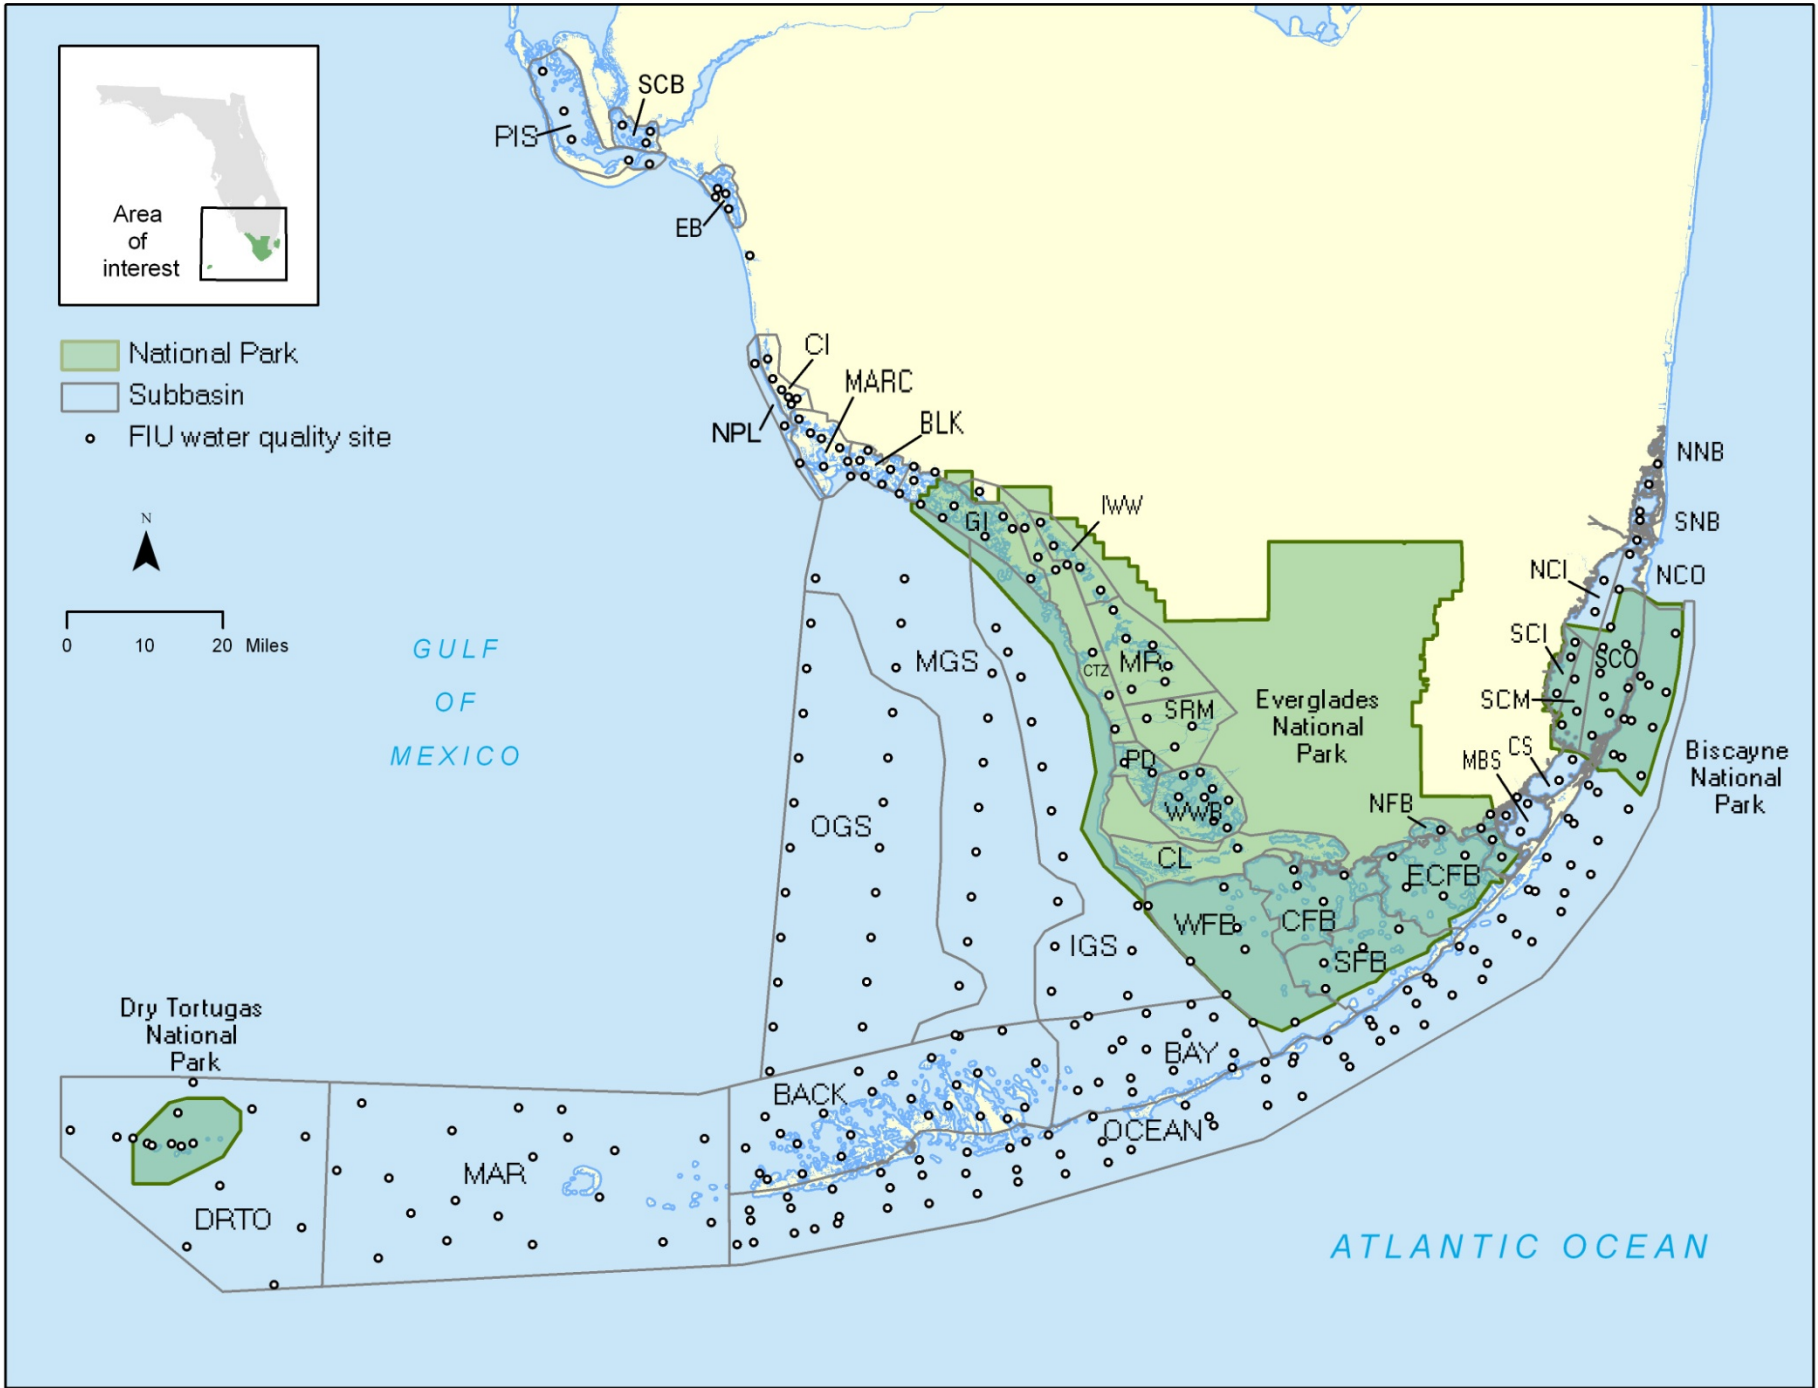 SCB
PIS
EB
Area
of
interest
National Park
Subbasin
FIU water quality site
CI
MARC
BLK
NPL
NNB
SNB
IWW
GI
N
NCI
NCO
0 10 20 Miles
GULF
OF
MEXICO
MGS
CTZ
MR
SCI
SCO
SCM
SRM
Everglades
National
Park
PD
MBS
CS
Biscayne
National
Park
WWB
NFB
OGS
CL
ECFB
WFB
CFB
IGS
SFB
Dry Tortugas
National
Park
BAY
BACK
OCEAN
MAR
DRTO
ATLANTIC OCEAN